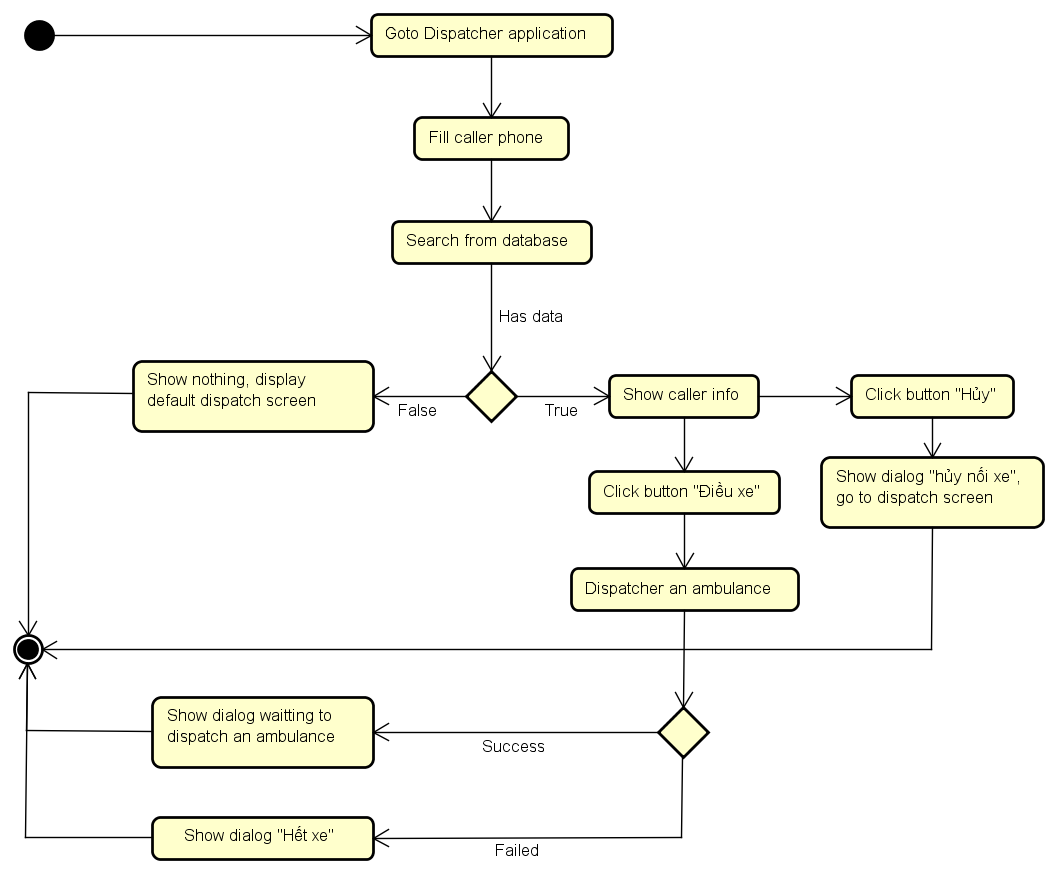 Goto Dispatcher application
Fill caller phone
Search from database
Has data
Show nothing, display
default dispatch screen
False
True
Show caller info
Click button "Hủy"
Click button "Điều xe"
Show dialog "hủy nối xe",
go to dispatch screen
Dispatcher an ambulance
Show dialog waitting to
dispatch an ambulance
Success
Show dialog "Hết xe"
Failed